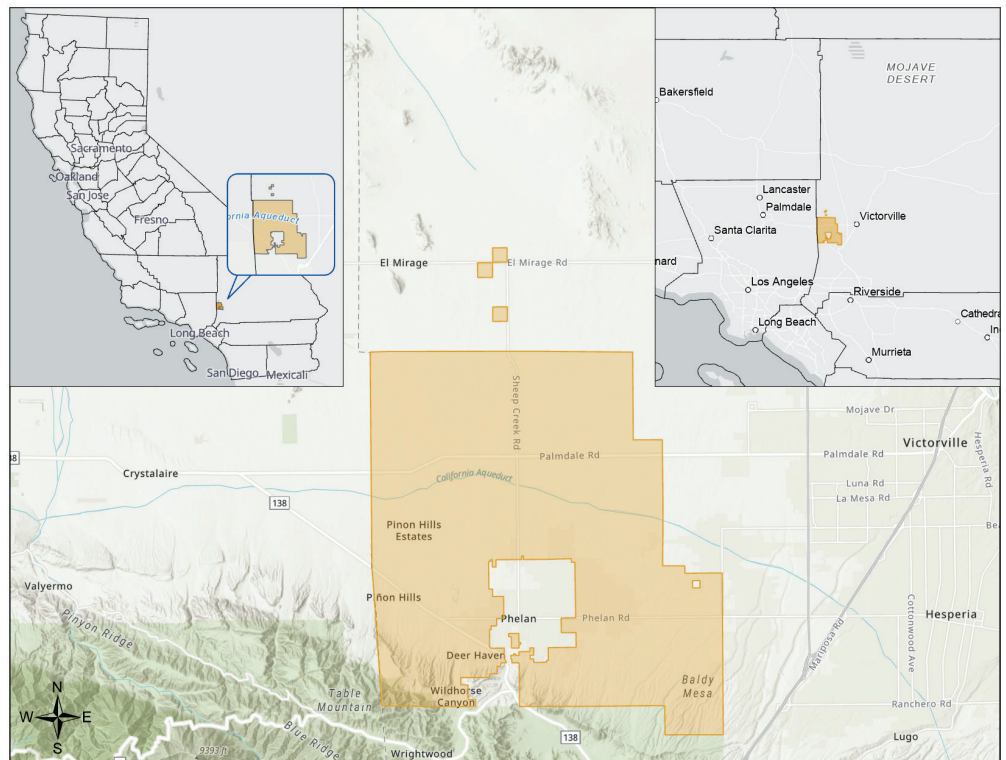 Sacramento
Oakland
San Jose
Fresno
Long Beach
San Diego
Mexicali
ornia Aqueduct
MOJAVE
DESERT
Bakersfield
Lancaster
Palmdale
Victorville
Santa Clarita
nard
Los Angeles
Riverside
Long Beach
Cathedra
In
Murrieta
El Mirage
El Mirage Rd
Sheep Creek Rd
Mojave Dr
Victorville
Hesperia Rd
Palmdale Rd
Palmdale Rd
Crystalaire
California Aqueduct
Luna Rd
La Mesa Rd
138
Pinon Hills
Estates
Bea
Valyermo
Piñon Hills
Phelan
Phelan Rd
Cottonwood Ave
Hesperia
Pinyon Ridge
Mariposa Rd
Deer Haven
Baldy
Mesa
Table
Mountain
Wildhorse
Canyon
Ranchero Rd
Blue Ridge
138
Lugo
9393 ft
Wrightwood
N
W
E
S